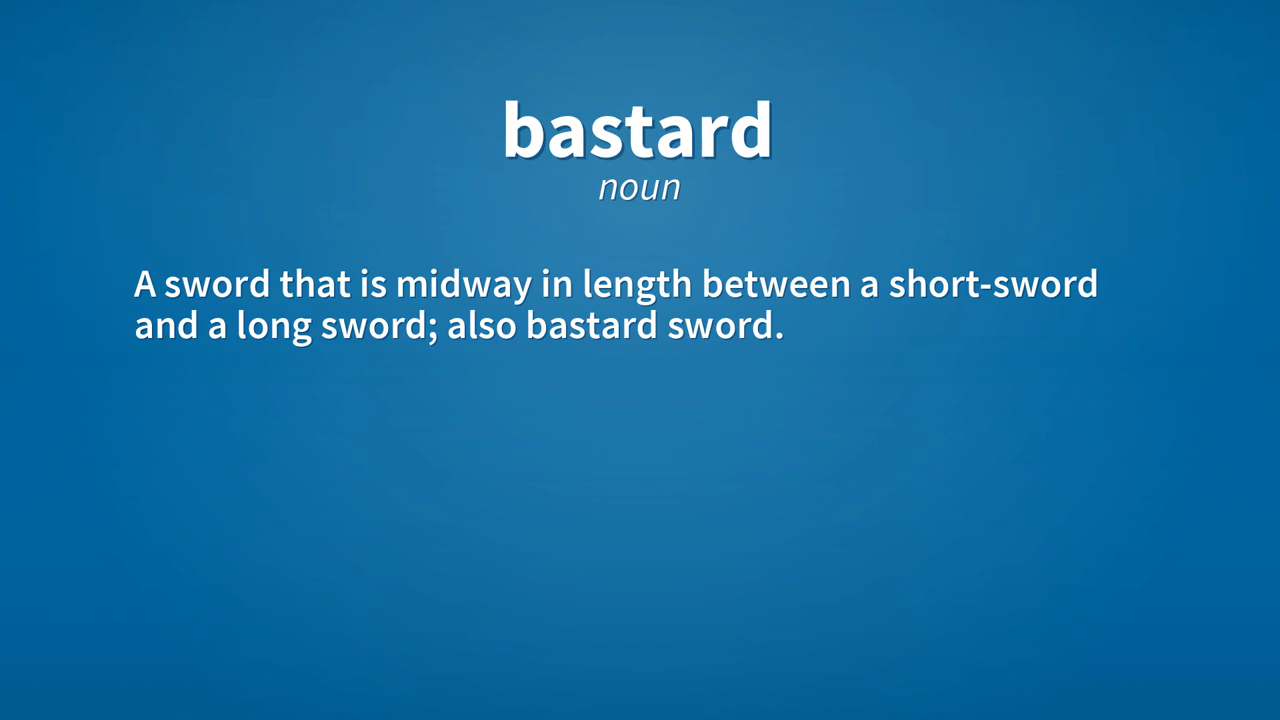 bastard
noun
A sword that is midway in length between a short-sword
and a long sword; also bastard sword.